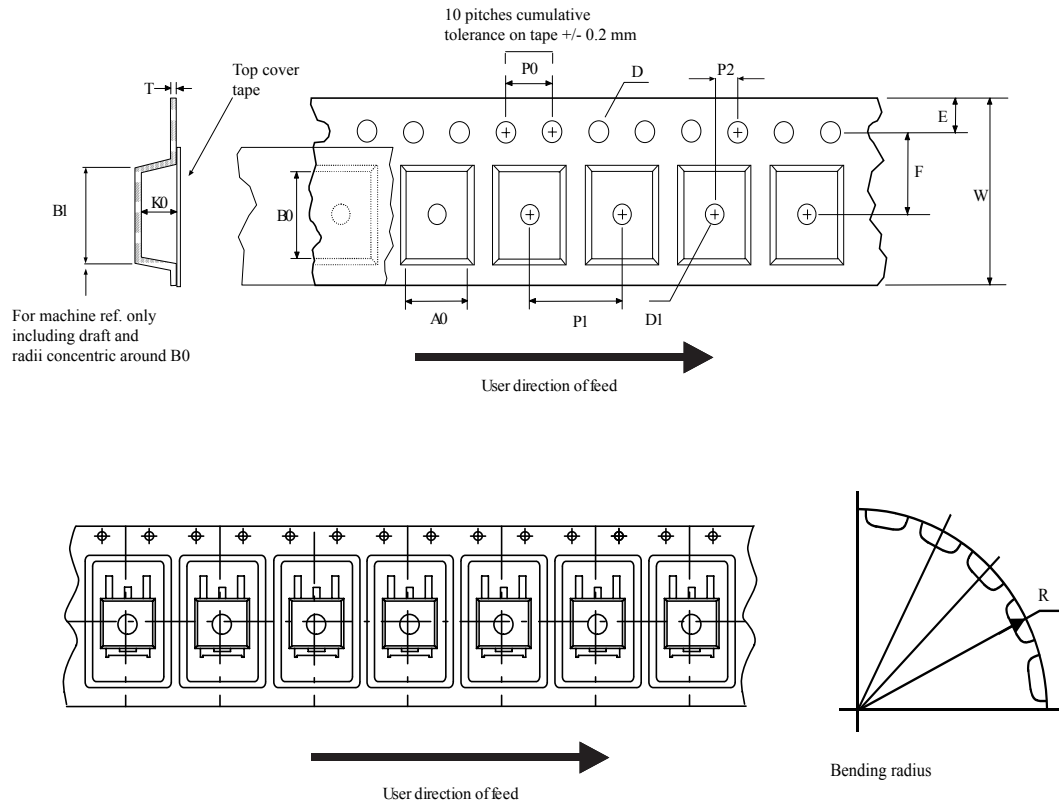 10 pitches cumulative
tolerance on tape +/- 0.2 mm
T
Top cover
tape
P0
D
P2
E
F
W
B1
K0
B0
For machine ref. only
including draft and
radii concentric around B0
A0
P1
D1
User direction of feed
R
Bending radius
User direction of feed